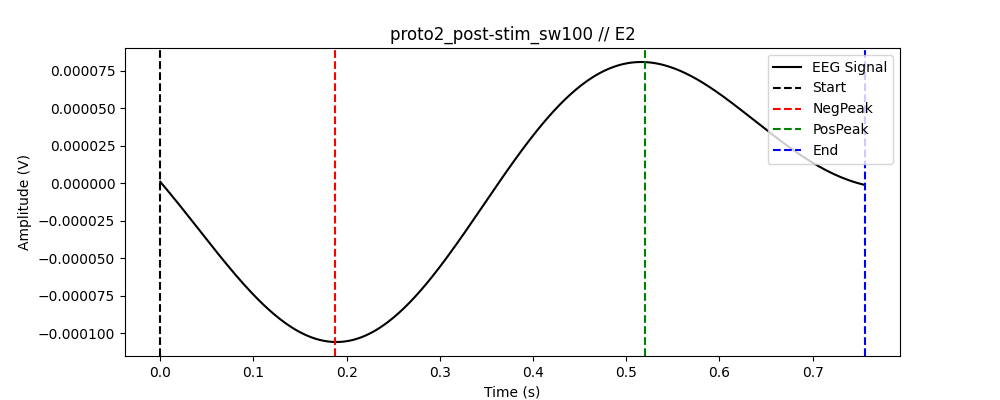 proto2_post-stim_sw100 // E2
Amplitude (V)
0.000075
0.000050
0.000025
0.000000
−0.000025
−0.000050
−0.000075
−0.000100
EEG Signal
Start
NegPeak
PosPeak
End
0.0 0.1 0.2 0.3 0.4 0.5 0.6 0.7
Time (s)